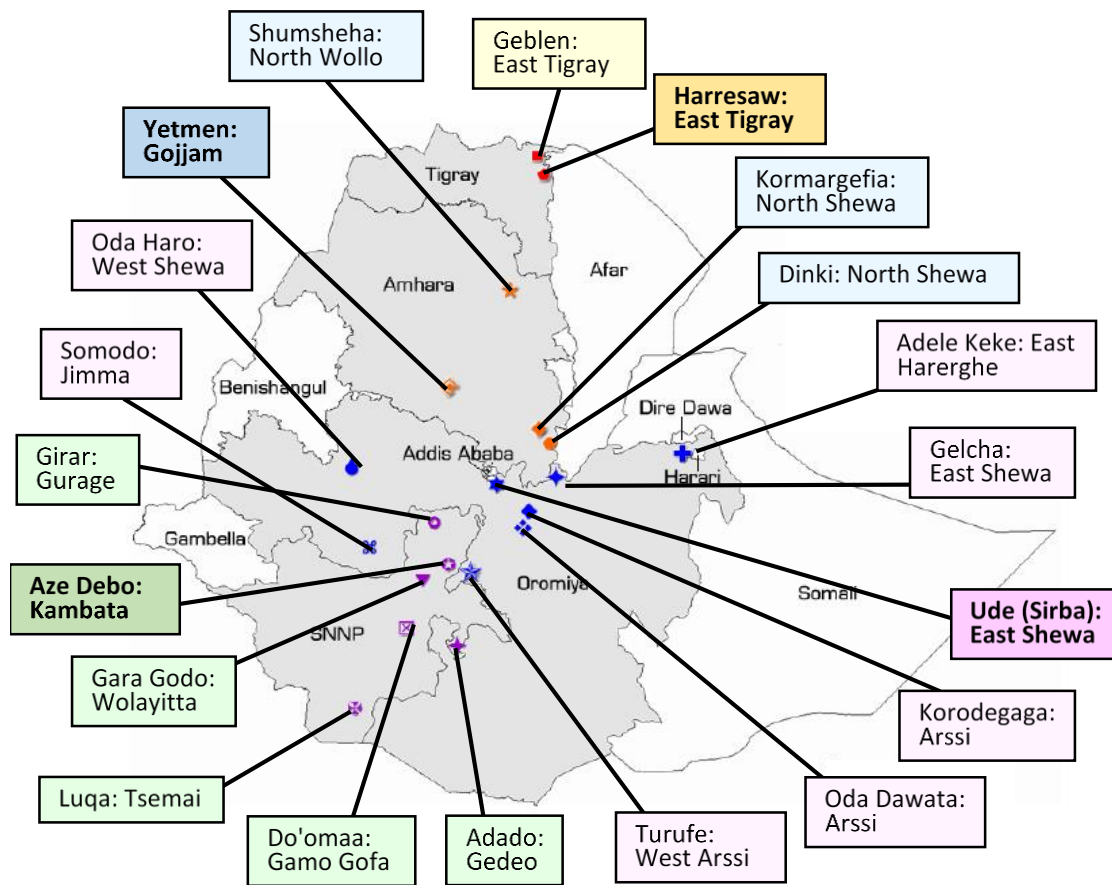 Shumsheha:
North Wollo
Geblen:
East Tigray
Harresaw:
East Tigray
Yetmen:
Gojjam
Tigray
Kormargefia:
North Shewa
Oda Haro:
West Shewa
Afar
Dinki: North Shewa
Amhara
Somodo:
Jimma
Adele Keke: East
Harerghe
Benishangul
Dire Dawa
Girar:
Gurage
Addis Ababa
Harari
Gelcha:
East Shewa
Gambella
Aze Debo:
Kambata
Oromiya
Somali
Ude (Sirba):
East Shewa
SNNP
Gara Godo:
Wolayitta
Korodegaga:
Arssi
Luqa: Tsemai
Oda Dawata:
Arssi
Do'omaa:
Gamo Gofa
Adado:
Gedeo
Turufe:
West Arssi